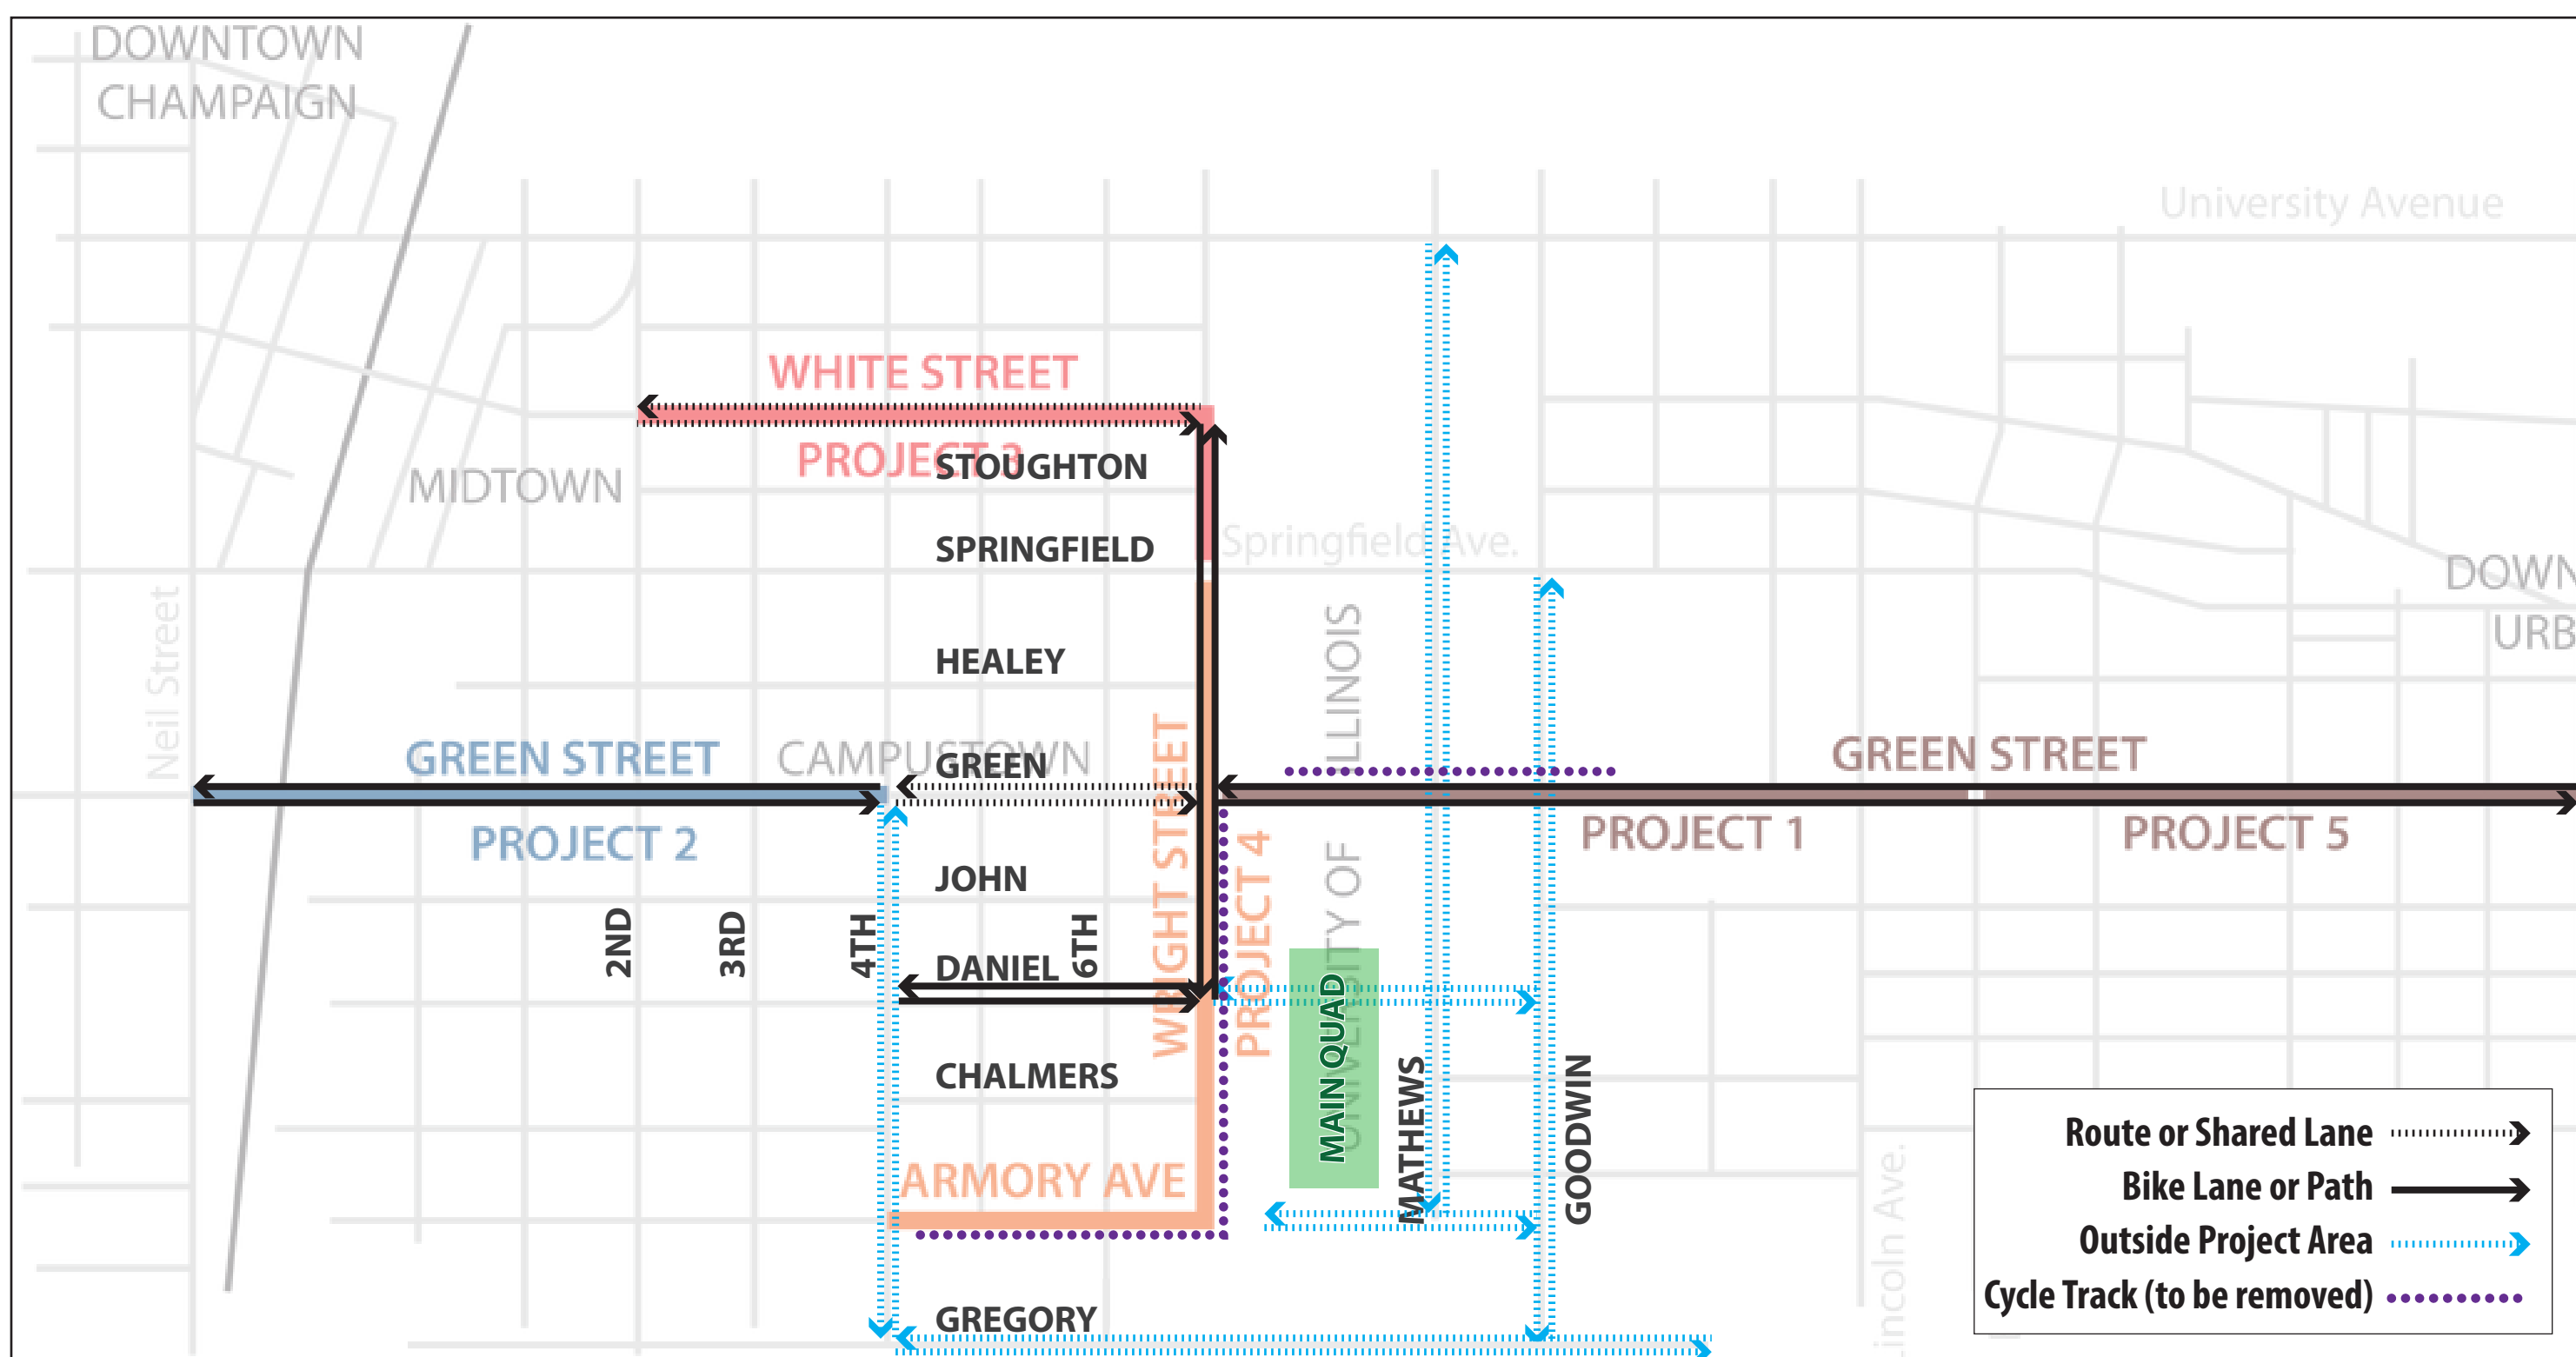 DOWNTOWN
CHAMPAIGN
University Avenue
WHITE STREET
PROJECT 3
STOUGHTON
MIDTOWN
SPRINGFIELD
Springfield Ave.
DOWN
URB
Neil Street
HEALEY
GREEN STREET
CAMPUSTOWN
GREEN
GREEN STREET
PROJECT 2
PROJECT 1
PROJECT 5
WRIGHT STREET
PROJECT 4
UNIVERSITY OF ILLINOIS
JOHN
2ND
3RD
4TH
6TH
DANIEL
MAIN QUAD
CHALMERS
MATHEWS
GOODWIN
ARMORY AVE
GREGORY
Lincoln Ave.
Route or Shared Lane
Bike Lane or Path
Outside Project Area
Cycle Track (to be removed)